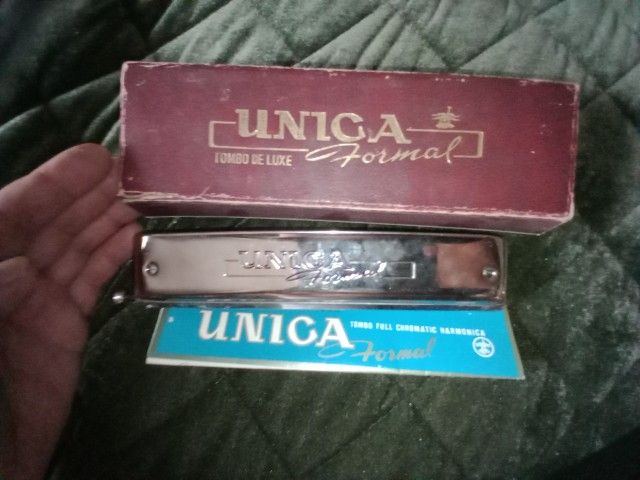 UNICA
TOMBO DE LUXE Formal
UNICA
Formal
UNICA TOMBO FULL CHROMATIC HARMONICA
Formal